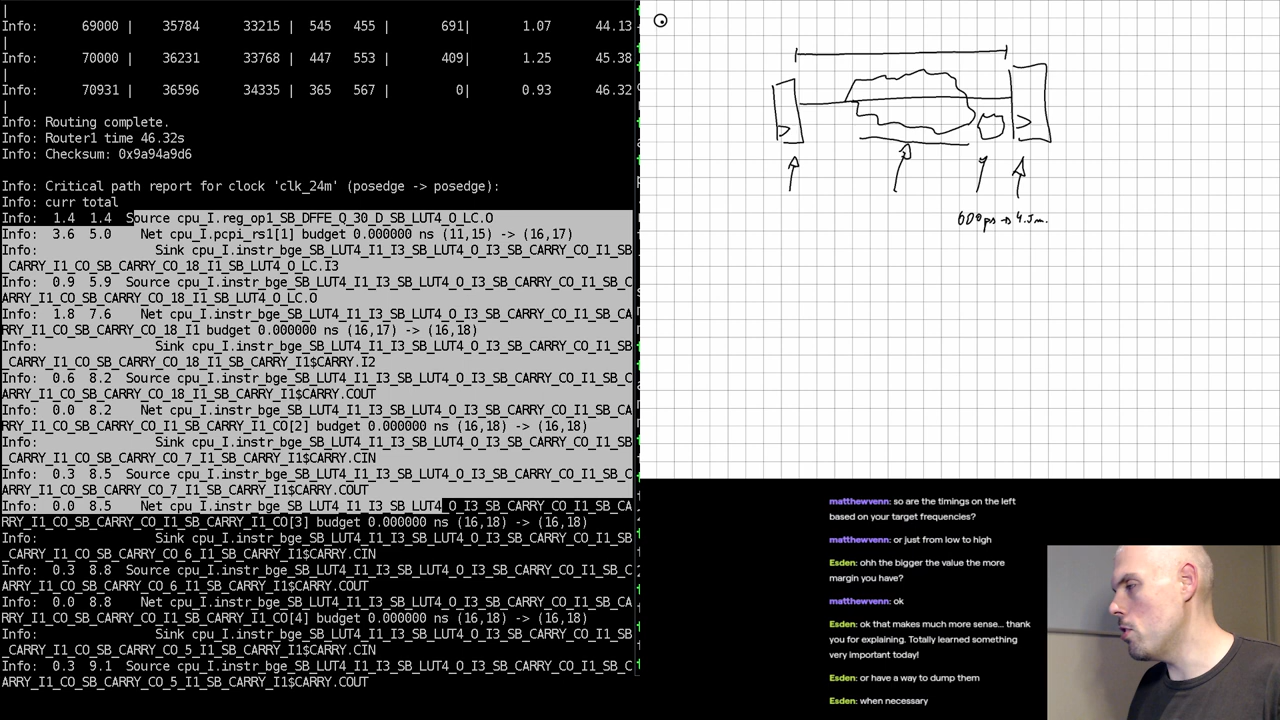 |
Info:      69000 |    35784      33215 |  545   455 |       691|       1.07      44.13
|
Info:      70000 |    36231      33768 |  447   553 |       409|       1.25      45.38
|
Info:      70931 |    36596      34335 |  365   567 |         0|       0.93      46.32
|
Info: Routing complete.
Info: Router1 time 46.32s
Info: Checksum: 0x9a94a9d6
Info: Critical path report for clock 'clk_24m' (posedge -> posedge):
Info: curr total
Info:  1.4  1.4  Source cpu_I.reg_op1_SB_DFFE_Q_30_D_SB_LUT4_O_LC.O
Info:  3.6  5.0    Net cpu_I.pcpi_rs1[1] budget 0.000000 ns (11,15) -> (16,17)
Info:                Sink cpu_I.instr_bge_SB_LUT4_I1_I3_SB_LUT4_O_I3_SB_CARRY_CO_I1_SB
_CARRY_I1_CO_SB_CARRY_CO_18_I1_SB_LUT4_O_LC.I3
Info:  0.9  5.9  Source cpu_I.instr_bge_SB_LUT4_I1_I3_SB_LUT4_O_I3_SB_CARRY_CO_I1_SB_C
ARRY_I1_CO_SB_CARRY_CO_18_I1_SB_LUT4_O_LC.O
Info:  1.8  7.6    Net cpu_I.instr_bge_SB_LUT4_I1_I3_SB_LUT4_O_I3_SB_CARRY_CO_I1_SB_CA
RRY_I1_CO_SB_CARRY_CO_18_I1 budget 0.000000 ns (16,17) -> (16,18)
Info:                Sink cpu_I.instr_bge_SB_LUT4_I1_I3_SB_LUT4_O_I3_SB_CARRY_CO_I1_SB
_CARRY_I1_CO_SB_CARRY_CO_18_I1_SB_CARRY_I1$CARRY.I2
Info:  0.6  8.2  Source cpu_I.instr_bge_SB_LUT4_I1_I3_SB_LUT4_O_I3_SB_CARRY_CO_I1_SB_C
ARRY_I1_CO_SB_CARRY_CO_18_I1_SB_CARRY_I1$CARRY.COUT
Info:  0.0  8.2    Net cpu_I.instr_bge_SB_LUT4_I1_I3_SB_LUT4_O_I3_SB_CARRY_CO_I1_SB_CA
RRY_I1_CO_SB_CARRY_CO_I1_SB_CARRY_I1_CO[2] budget 0.000000 ns (16,18) -> (16,18)
Info:                Sink cpu_I.instr_bge_SB_LUT4_I1_I3_SB_LUT4_O_I3_SB_CARRY_CO_I1_SB
_CARRY_I1_CO_SB_CARRY_CO_7_I1_SB_CARRY_I1$CARRY.CIN
Info:  0.3  8.5  Source cpu_I.instr_bge_SB_LUT4_I1_I3_SB_LUT4_O_I3_SB_CARRY_CO_I1_SB_C
ARRY_I1_CO_SB_CARRY_CO_7_I1_SB_CARRY_I1$CARRY.COUT
Info:  0.0  8.5    Net cpu_I.instr_bge_SB_LUT4_I1_I3_SB_LUT4_O_I3_SB_CARRY_CO_I1_SB_CA
RRY_I1_CO_SB_CARRY_CO_I1_SB_CARRY_I1_CO[3] budget 0.000000 ns (16,18) -> (16,18)
Info:                Sink cpu_I.instr_bge_SB_LUT4_I1_I3_SB_LUT4_O_I3_SB_CARRY_CO_I1_SB
_CARRY_I1_CO_SB_CARRY_CO_6_I1_SB_CARRY_I1$CARRY.CIN
Info:  0.3  8.8  Source cpu_I.instr_bge_SB_LUT4_I1_I3_SB_LUT4_O_I3_SB_CARRY_CO_I1_SB_C
ARRY_I1_CO_SB_CARRY_CO_6_I1_SB_CARRY_I1$CARRY.COUT
Info:  0.0  8.8    Net cpu_I.instr_bge_SB_LUT4_I1_I3_SB_LUT4_O_I3_SB_CARRY_CO_I1_SB_CA
RRY_I1_CO_SB_CARRY_CO_I1_SB_CARRY_I1_CO[4] budget 0.000000 ns (16,18) -> (16,18)
Info:                Sink cpu_I.instr_bge_SB_LUT4_I1_I3_SB_LUT4_O_I3_SB_CARRY_CO_I1_SB
_CARRY_I1_CO_SB_CARRY_CO_5_I1_SB_CARRY_I1$CARRY.CIN
Info:  0.3  9.1  Source cpu_I.instr_bge_SB_LUT4_I1_I3_SB_LUT4_O_I3_SB_CARRY_CO_I1_SB_C
ARRY_I1_CO_SB_CARRY_CO_5_I1_SB_CARRY_I1$CARRY.COUT
600ps
matthewvenn: so are the timings on the
left based on your target frequencies?
matthewvenn: or just from low to high
Esden: ohh the bigger the value the more
margin you have?
matthewvenn: ok
Esden: ok that makes much more sense... thank
you for explaining. Totally learned something
very important today!
Esden: or have a way to dump them
Esden: when necessary